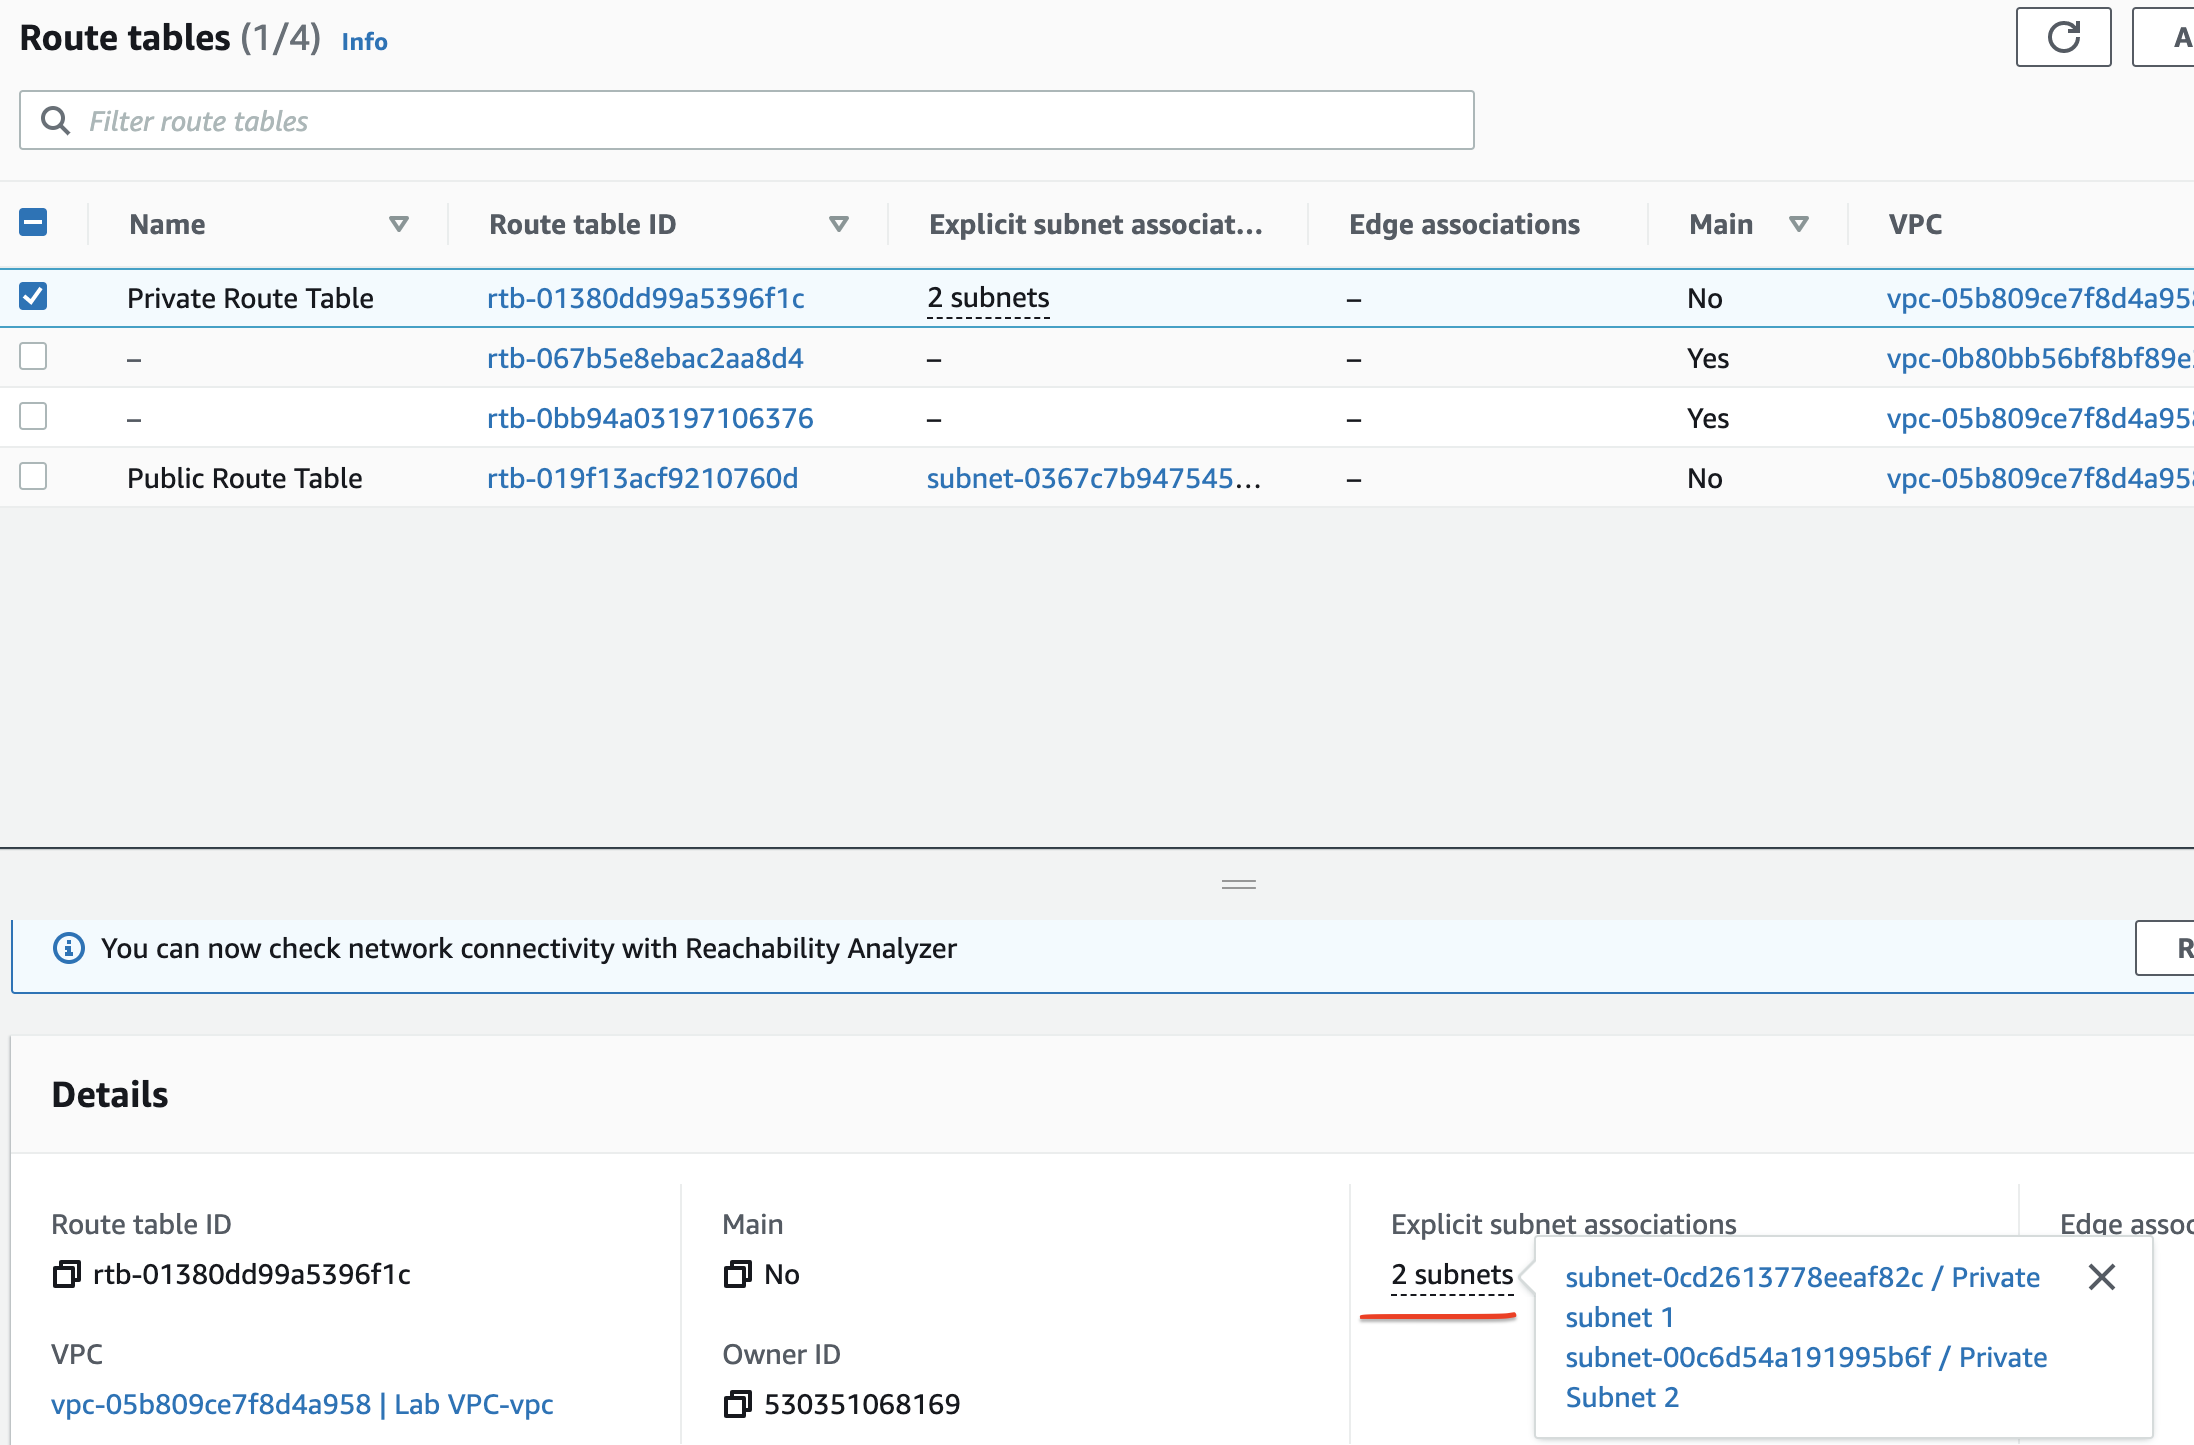 Route tables (1/4) Info
A
Filter route tables
Name Route table ID Explicit subnet associat... Edge associations Main VPC
Private Route Table rtb-01380dd99a5396f1c 2 subnets – No vpc-05b809ce7f8d4a95
– rtb-067b5e8ebac2aa8d4 – – Yes vpc-0b80bb56bf8bf89e
– rtb-0bb94a03197106376 – – Yes vpc-05b809ce7f8d4a95
Public Route Table rtb-019f13acf9210760d subnet-0367c7b947545... – No vpc-05b809ce7f8d4a95
You can now check network connectivity with Reachability Analyzer
R
Details
Route table ID Main Explicit subnet associations Edge assoc
rtb-01380dd99a5396f1c No 2 subnets
subnet-0cd2613778eeaf82c / Private
subnet 1
subnet-00c6d54a191995b6f / Private
Subnet 2
VPC Owner ID
vpc-05b809ce7f8d4a958 | Lab VPC-vpc 530351068169